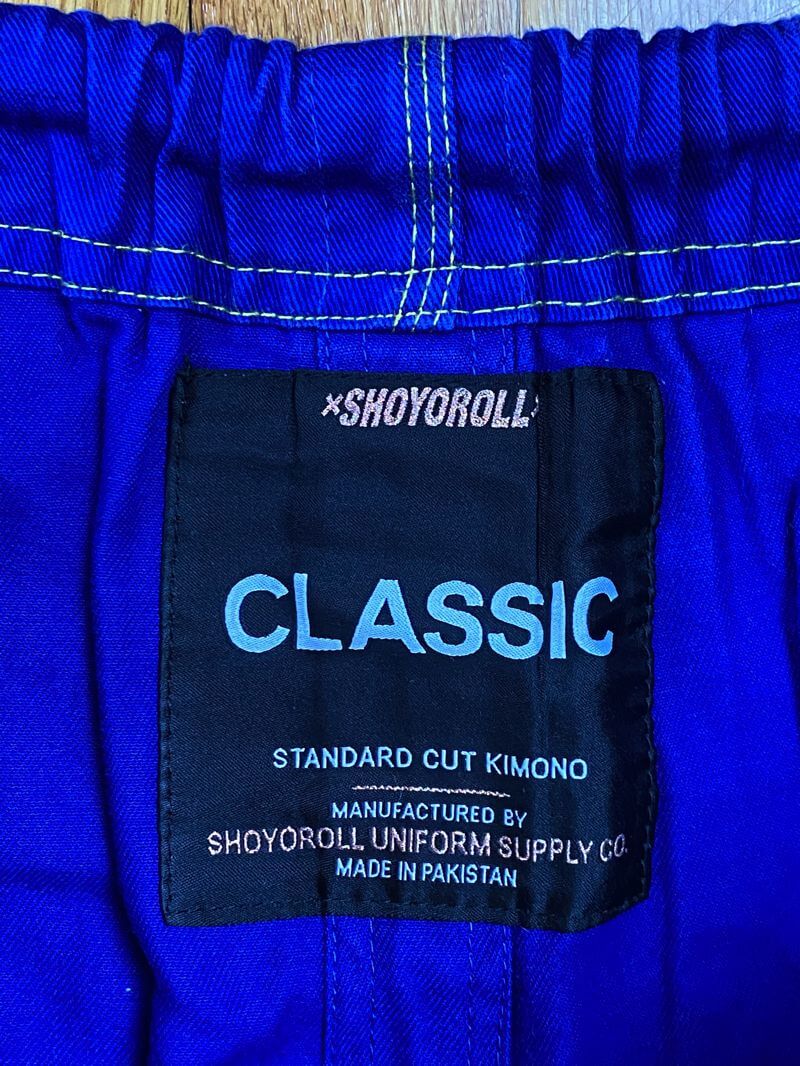 ×SHOYOROLL×
CLASSIC
STANDARD CUT KIMONO
MANUFACTURED BY
SHOYOROLL UNIFORM SUPPLY CO.
MADE IN PAKISTAN